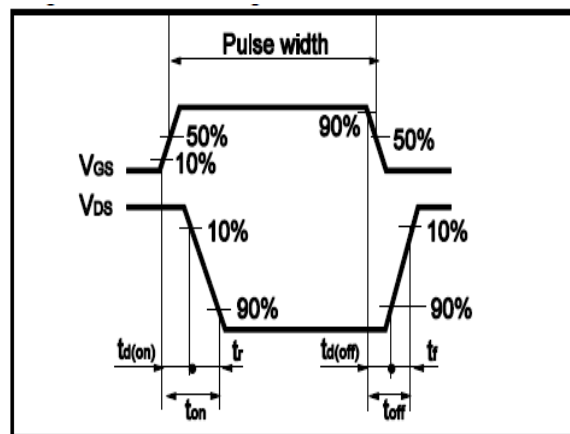 Pulse width
90%
50%
50%
10%
VGS
VDS
10%
10%
90%
90%
td(on)
tr
td(off)
tf
ton
toff